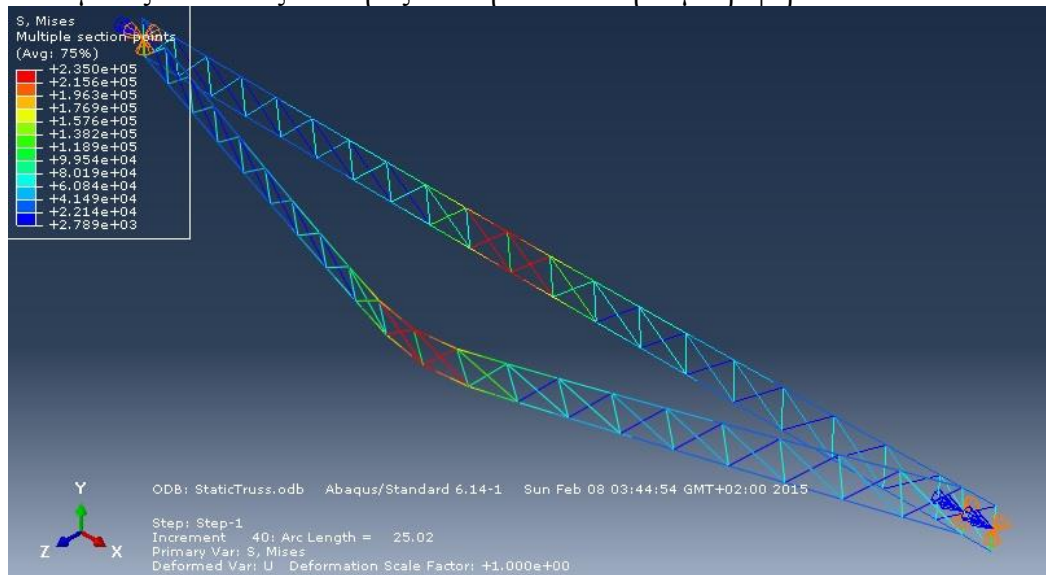 S, Mises
Multiple section points
(Avg: 75%)
+2.350e+05
+2.156e+05
+1.963e+05
+1.769e+05
+1.576e+05
+1.382e+05
+1.189e+05
+9.954e+04
+8.019e+04
+6.084e+04
+4.149e+04
+2.214e+04
+2.789e+03
Y
Z
X
ODB: StaticTruss.odb Abaqus/Standard 6.14-1 Sun Feb 08 03:44:54 GMT+02:00 2015
Step: Step-1
Increment 40: Arc Length = 25.02
Primary Var: S, Mises
Deformed Var: U Deformation Scale Factor: +1.000e+00